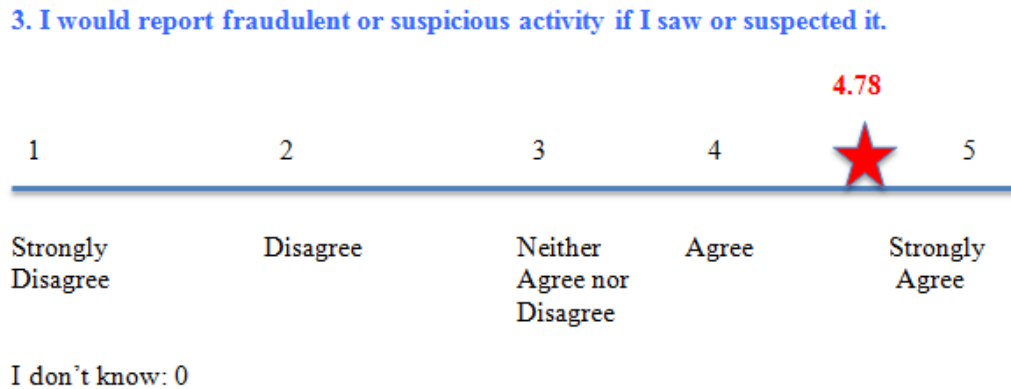 3. I would report fraudulent or suspicious activity if I saw or suspected it.
4.78
1 2 3 4 5
Strongly Disagree Neither Agree Strongly
Disagree Agree nor Agree
Disagree
I don’t know: 0